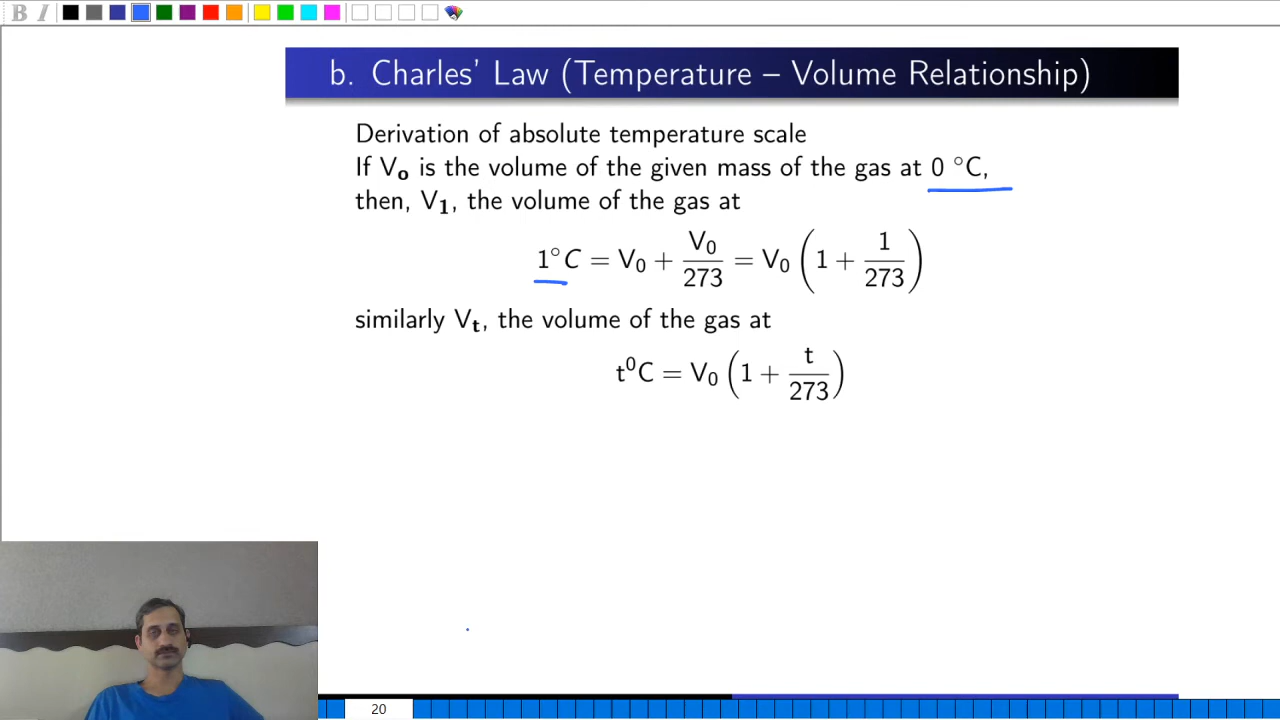 B I
b. Charles' Law (Temperature – Volume Relationship)
Derivation of absolute temperature scale
If V₀ is the volume of the given mass of the gas at 0 °C,
then, V₁, the volume of the gas at
1°C = V₀ + V₀/273 = V₀ (1 + 1/273)
similarly Vₜ, the volume of the gas at
t⁰C = V₀ (1 + t/273)
20